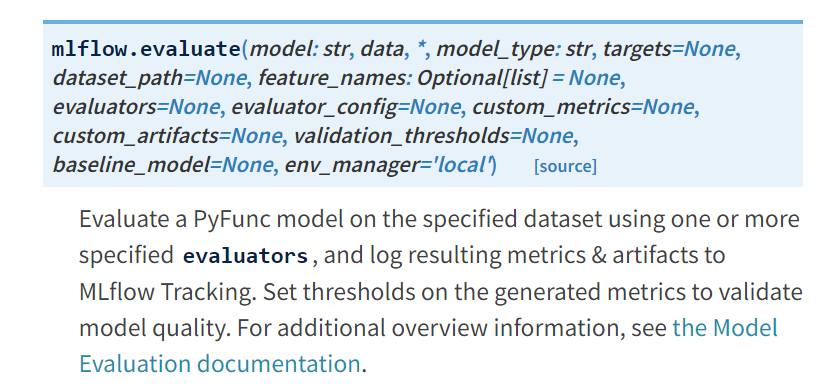 mlflow.evaluate(model: str, data, *, model_type: str, targets=None,
dataset_path=None, feature_names: Optional[list] = None,
evaluators=None, evaluator_config=None, custom_metrics=None,
custom_artifacts=None, validation_thresholds=None,
baseline_model=None, env_manager='local') [source]
Evaluate a PyFunc model on the specified dataset using one or more
specified evaluators, and log resulting metrics & artifacts to
MLflow Tracking. Set thresholds on the generated metrics to validate
model quality. For additional overview information, see the Model
Evaluation documentation.